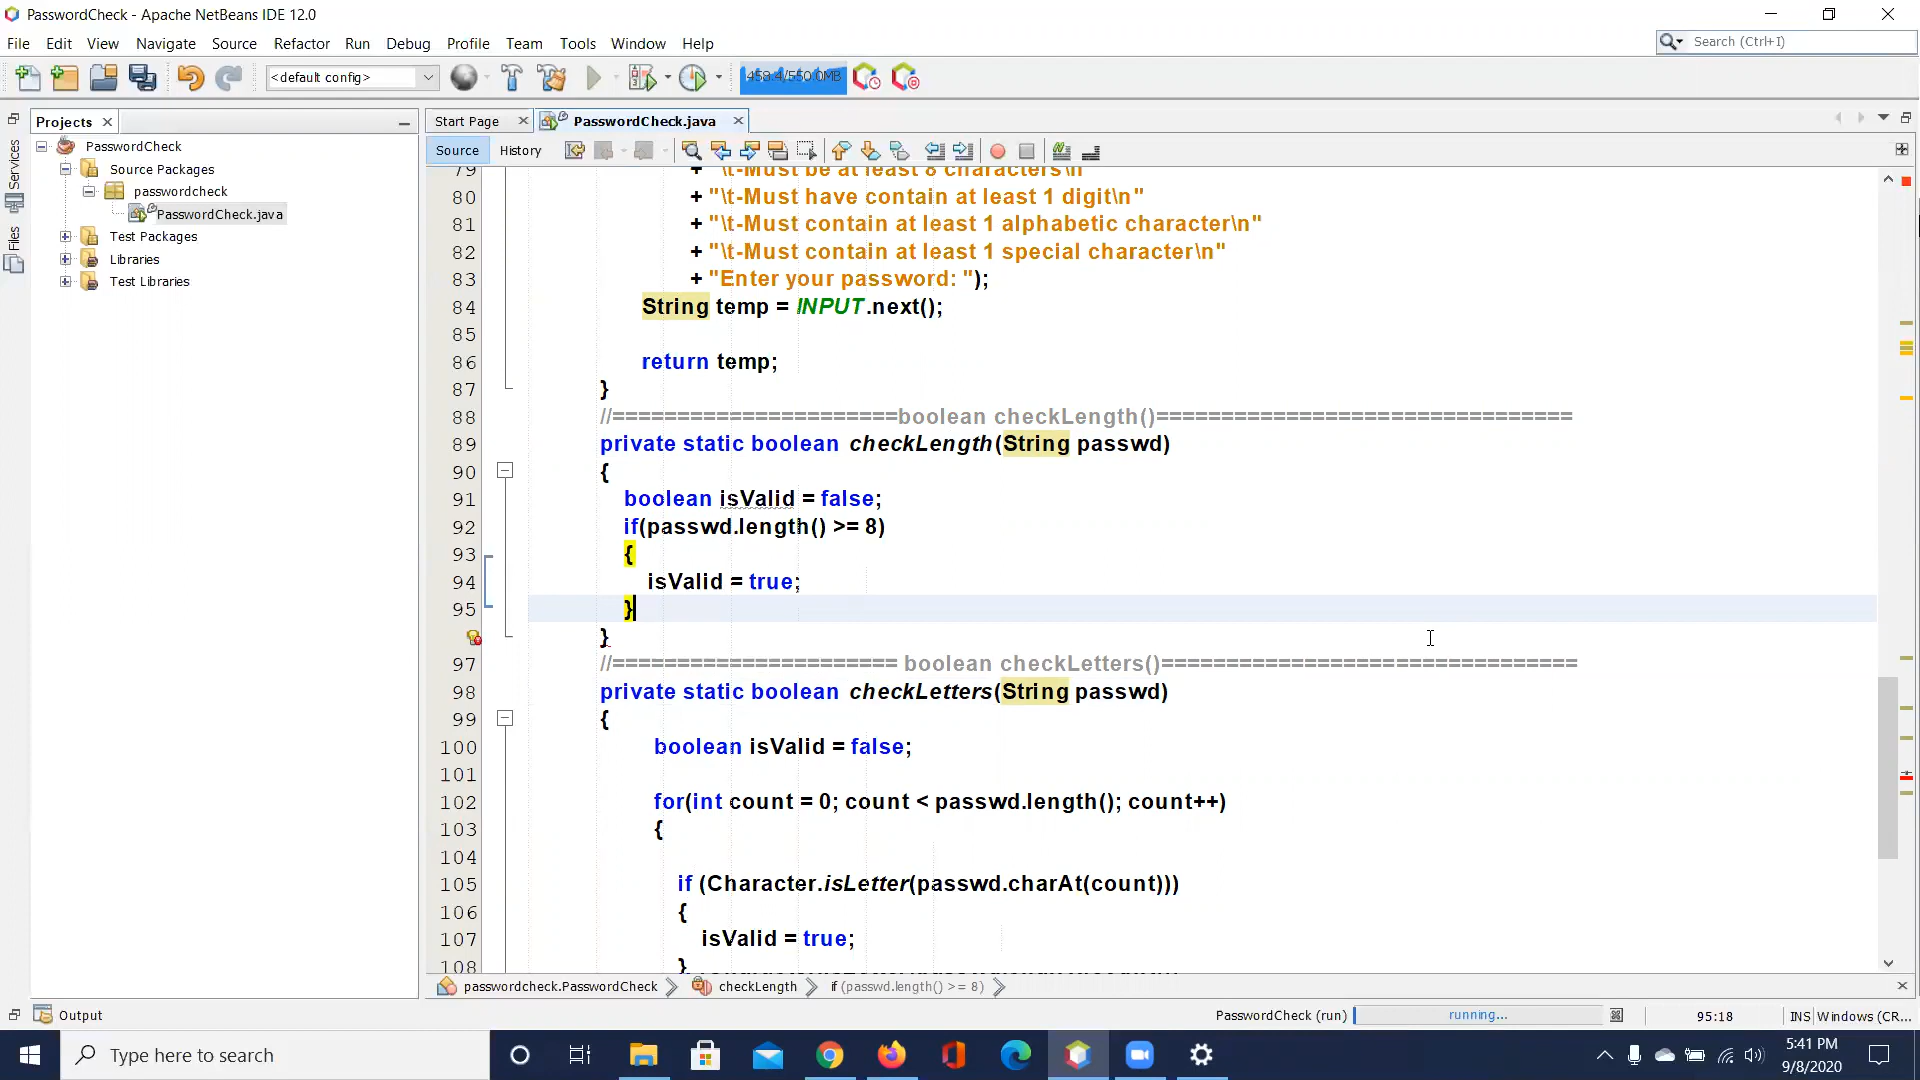 PasswordCheck - Apache NetBeans IDE 12.0
File Edit View Navigate Source Refactor Run Debug Profile Team Tools Window Help
Search (Ctrl+I)
<default config>
458.4/550.0MB
Projects
Start Page
PasswordCheck.java
Services
Files
PasswordCheck
Source Packages
passwordcheck
PasswordCheck.java
Test Packages
Libraries
Test Libraries
Source History
79 + "\t-Must be at least 8 characters\n"
80 + "\t-Must have contain at least 1 digit\n"
81 + "\t-Must contain at least 1 alphabetic character\n"
82 + "\t-Must contain at least 1 special character\n"
83 + "Enter your password: ");
84 String temp = INPUT.next();
85
86 return temp;
87 }
88 //======================boolean checkLength()================================
89 private static boolean checkLength(String passwd)
90 {
91 boolean isValid = false;
92 if(passwd.length() >= 8)
93 {
94 isValid = true;
95 }
}
97 //====================== boolean checkLetters()================================
98 private static boolean checkLetters(String passwd)
99 {
100 boolean isValid = false;
101
102 for(int count = 0; count < passwd.length(); count++)
103 {
104
105 if (Character.isLetter(passwd.charAt(count)))
106 {
107 isValid = true;
108 }
passwordcheck.PasswordCheck checkLength if (passwd.length() >= 8)
Output
PasswordCheck (run) running...
95:18
INS Windows (CR...
Type here to search
5:41 PM
9/8/2020